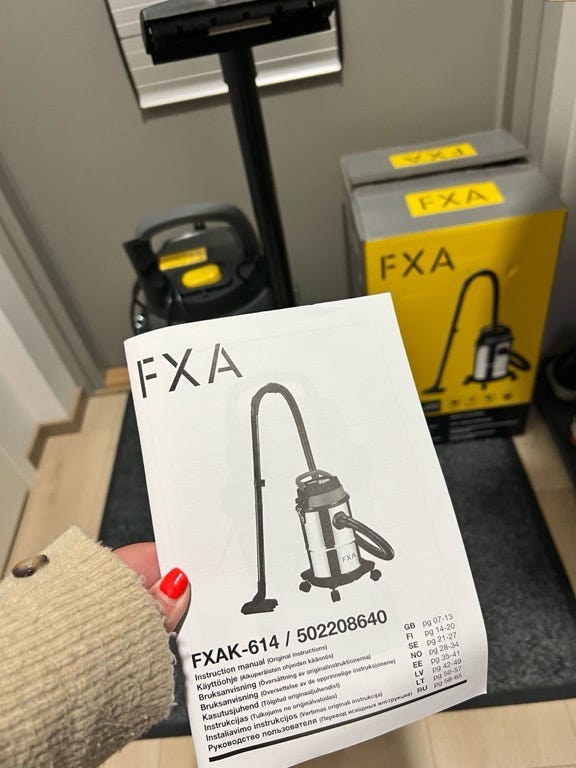 FXA
FXA
FXA
FXA
FXA
FXAK-614 / 502208640
Instruction manual (Original instructions) GB pg 07-13
Käyttöohje (Alkuperäisten ohjeiden käännös) FI pg 14-20
Bruksanvisning (Översättning av originalinstruktionerna) SE pg 21-27
Bruksanvisning (Oversettelse av de opprinnelige instruksjonene) NO pg 28-34
Kasutusjuhend (Tõlgitud originaaljuhendist) EE pg 35-41
Instrukcijas (Tulkojums no oriģinālvalodas) LV pg 42-49
Instaliavimo instrukcijos (Vertimas originali instrukcija) LT pg 50-57
Руководство пользователя (Перевод исходных инструкций) RU pg 58-65